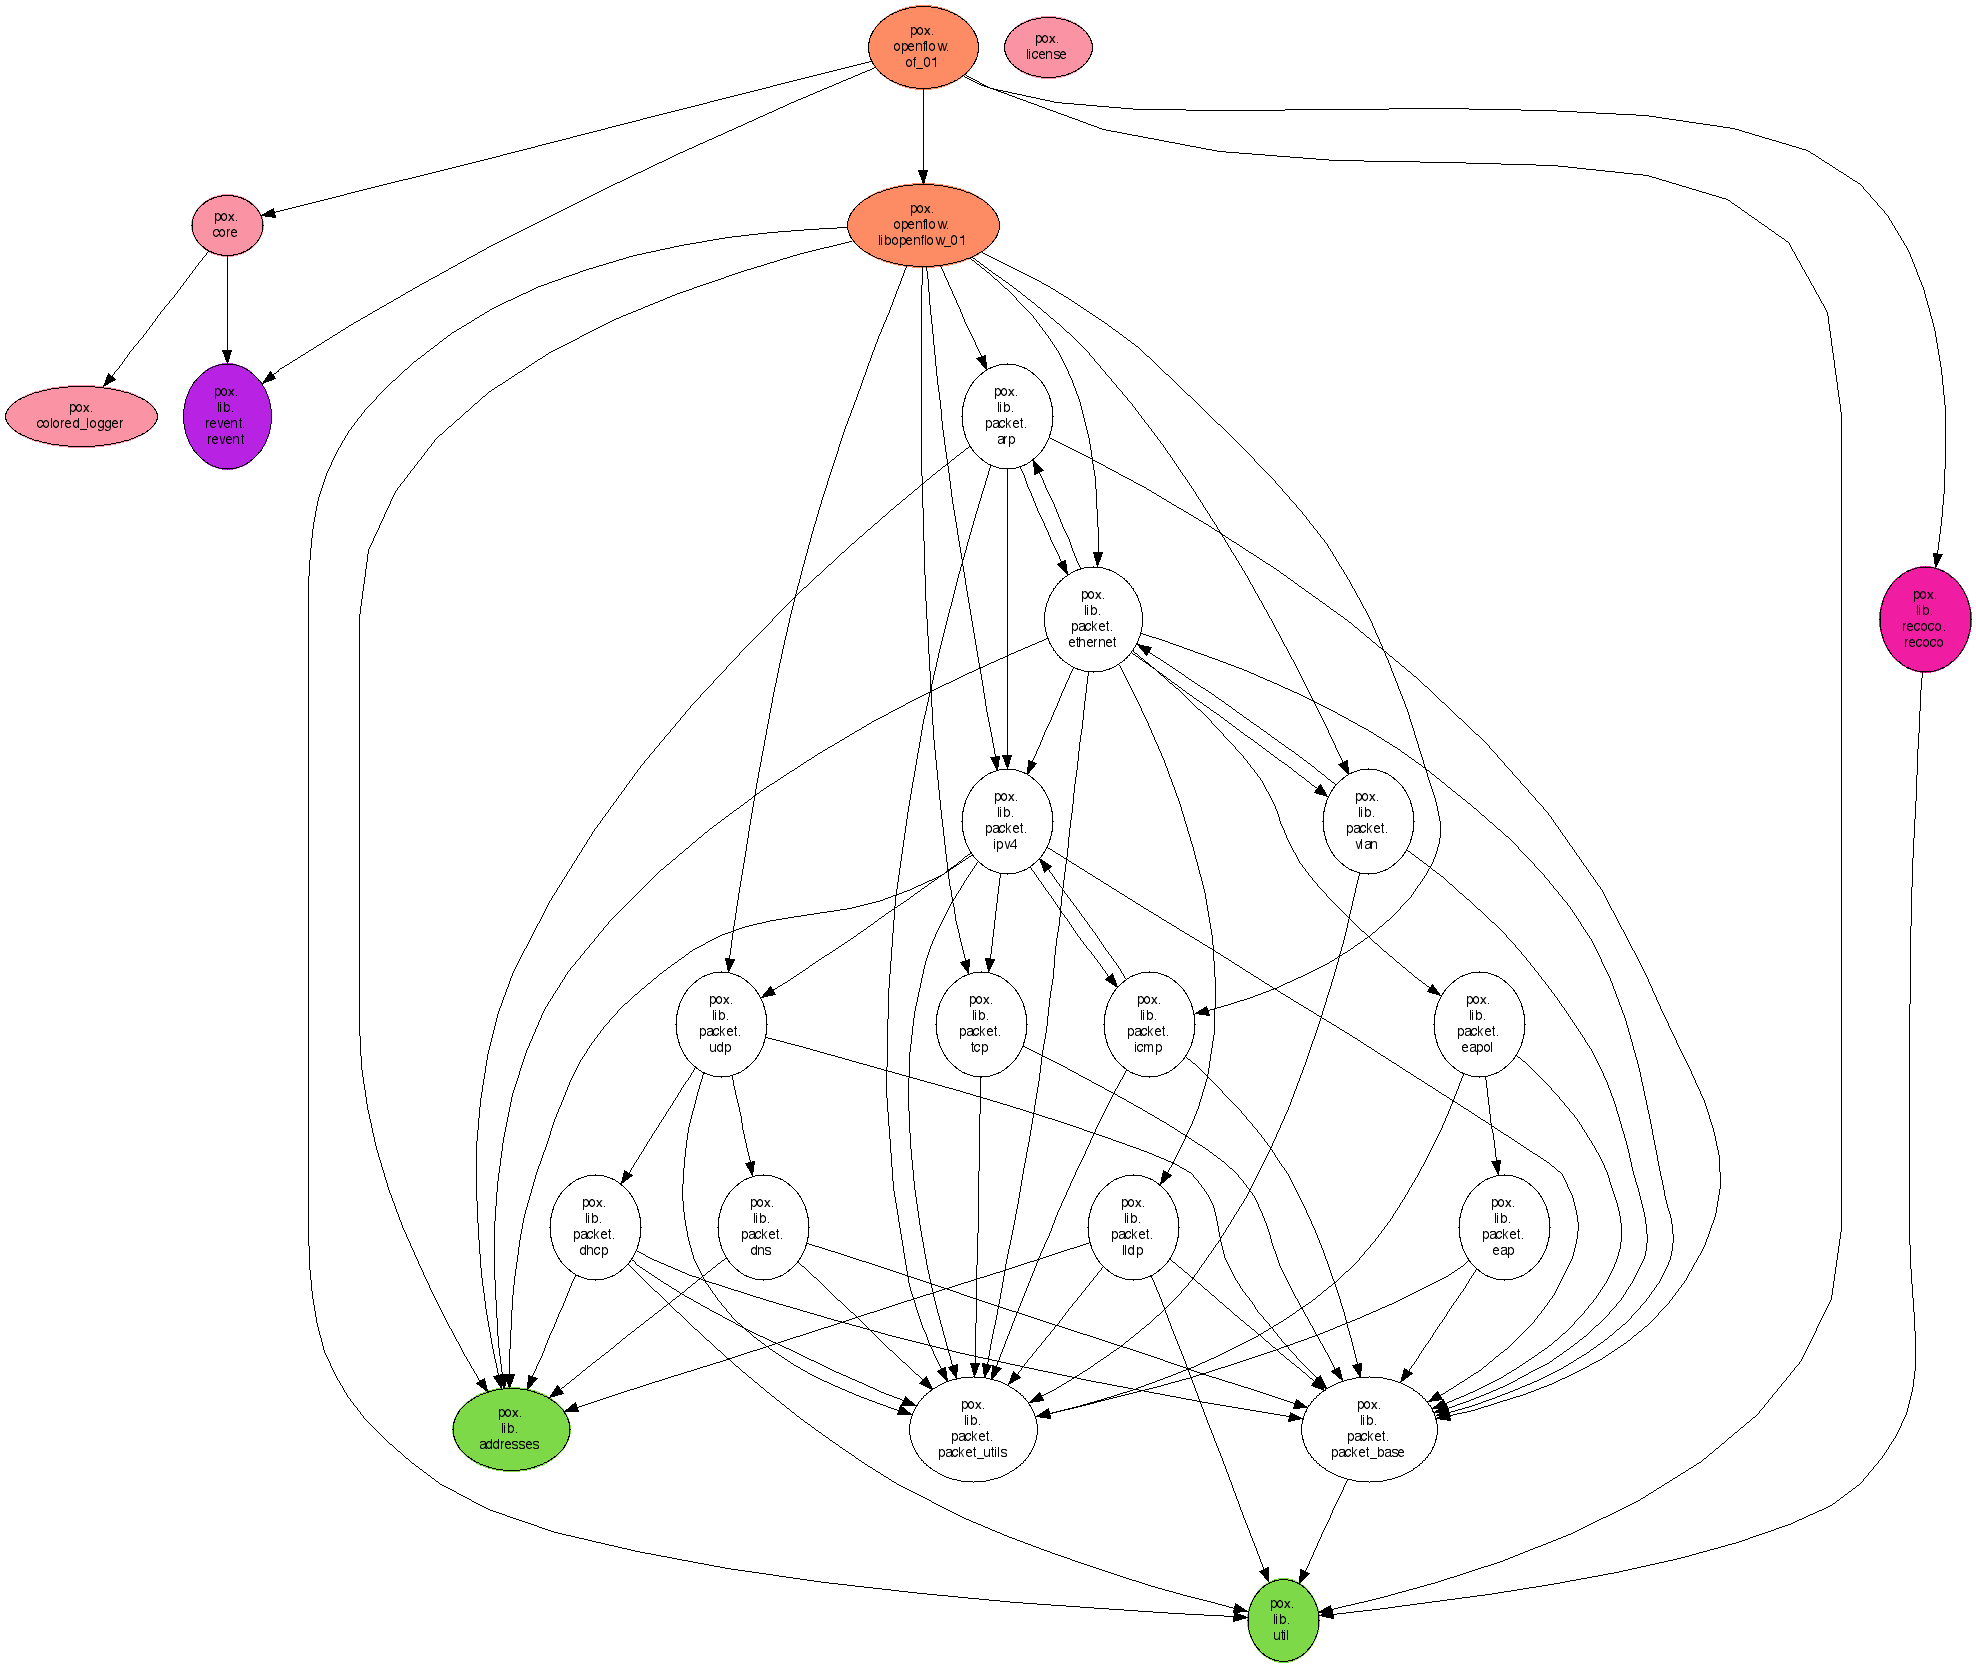 pox.
openflow.
of_01
pox.
license
pox.
core
pox.
openflow.
libopenflow_01
pox.
colored_logger
pox.
lib.
revent.
revent
pox.
lib.
packet.
arp
pox.
lib.
packet.
ethernet
pox.
lib.
recoco.
recoco
pox.
lib.
packet.
ipv4
pox.
lib.
packet.
vlan
pox.
lib.
packet.
udp
pox.
lib.
packet.
tcp
pox.
lib.
packet.
icmp
pox.
lib.
packet.
eapol
pox.
lib.
packet.
dhcp
pox.
lib.
packet.
dns
pox.
lib.
packet.
lldp
pox.
lib.
packet.
eap
pox.
lib.
addresses
pox.
lib.
packet.
packet_utils
pox.
lib.
packet.
packet_base
pox.
lib.
util